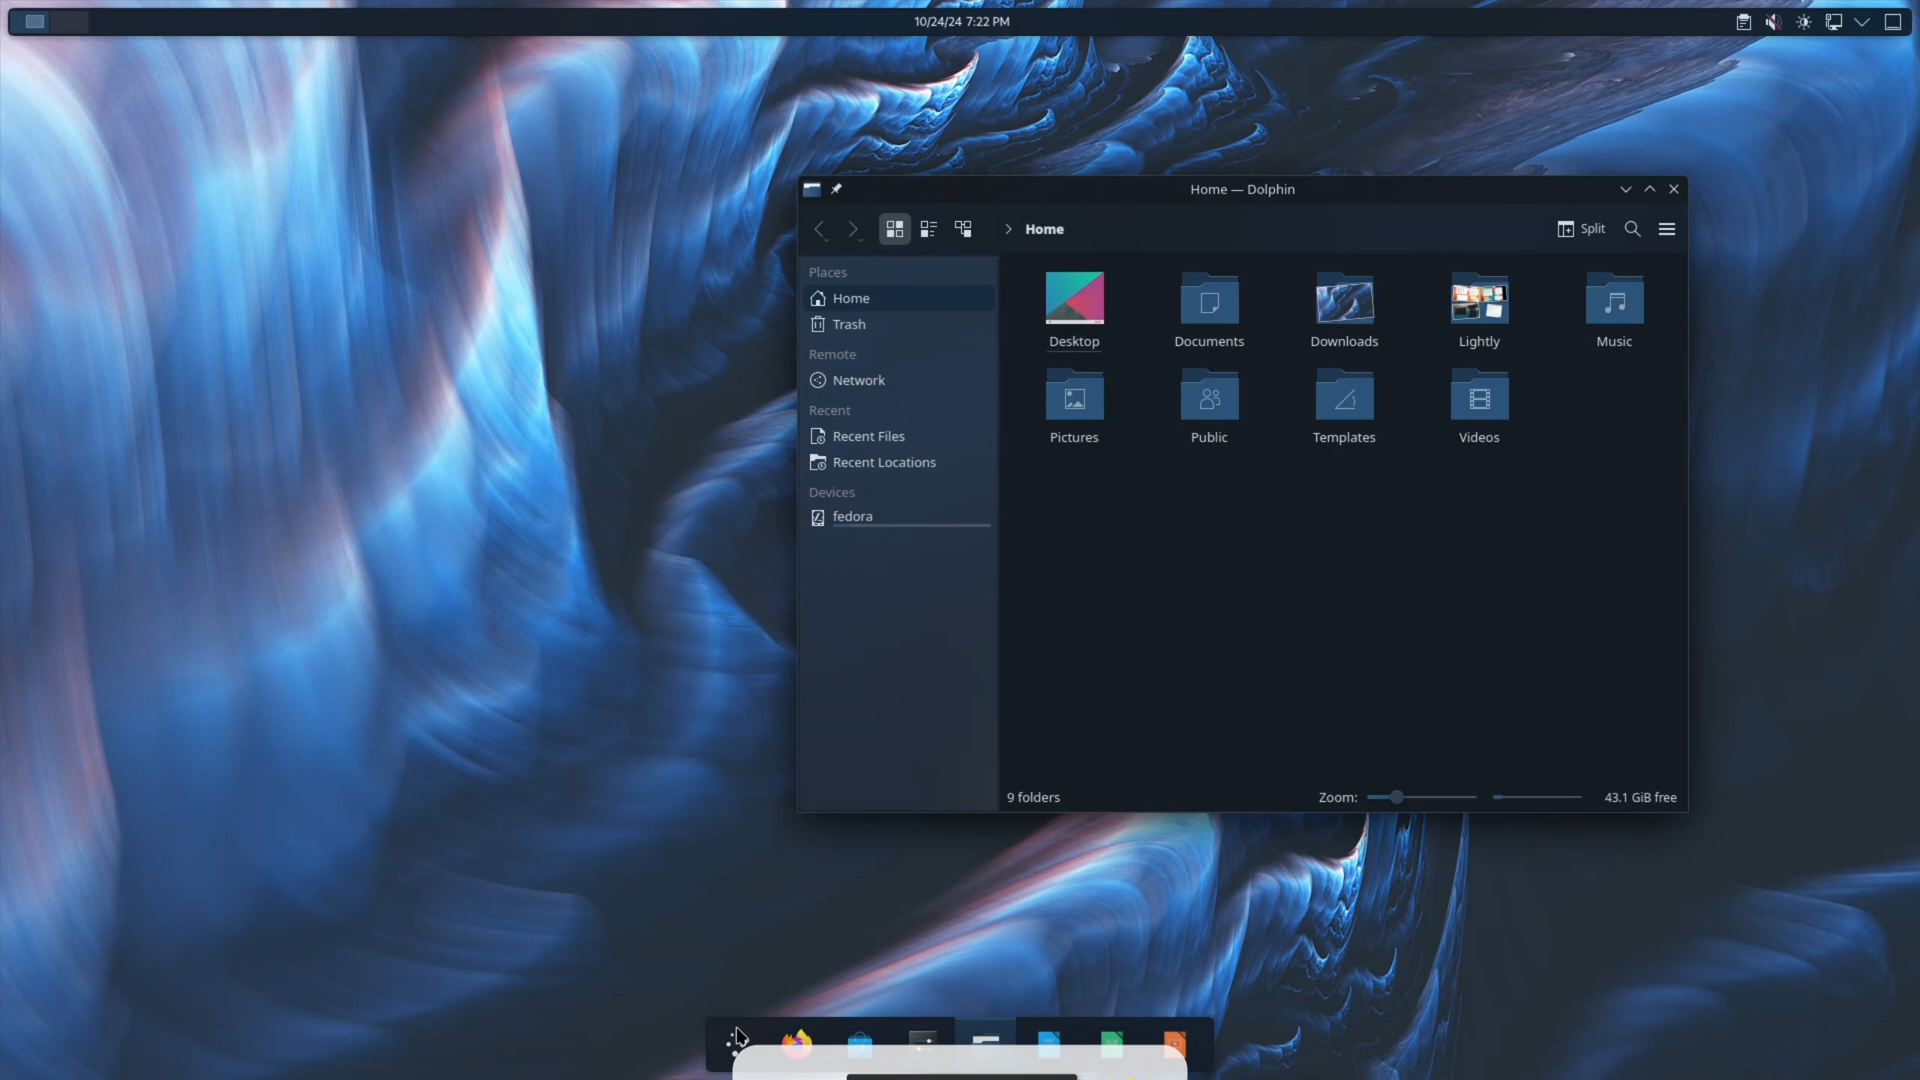 10/24/24 7:22 PM
Home — Dolphin
Home
Split
Places
Home
Trash
Remote
Network
Recent
Recent Files
Recent Locations
Devices
fedora
Desktop
Documents
Downloads
Lightly
Music
Pictures
Public
Templates
Videos
9 folders
Zoom:
43.1 GiB free